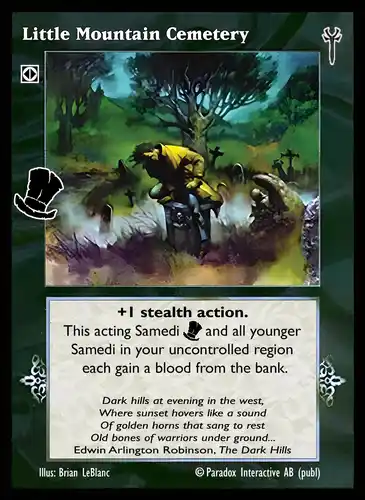 Little Mountain Cemetery
+1 stealth action.
This acting Samedi and all younger
Samedi in your uncontrolled region
each gain a blood from the bank.
Dark hills at evening in the west,
Where sunset hovers like a sound
Of golden horns that sang to rest
Old bones of warriors under ground...
Edwin Arlington Robinson, The Dark Hills
Illus: Brian LeBlanc
© Paradox Interactive AB (publ)